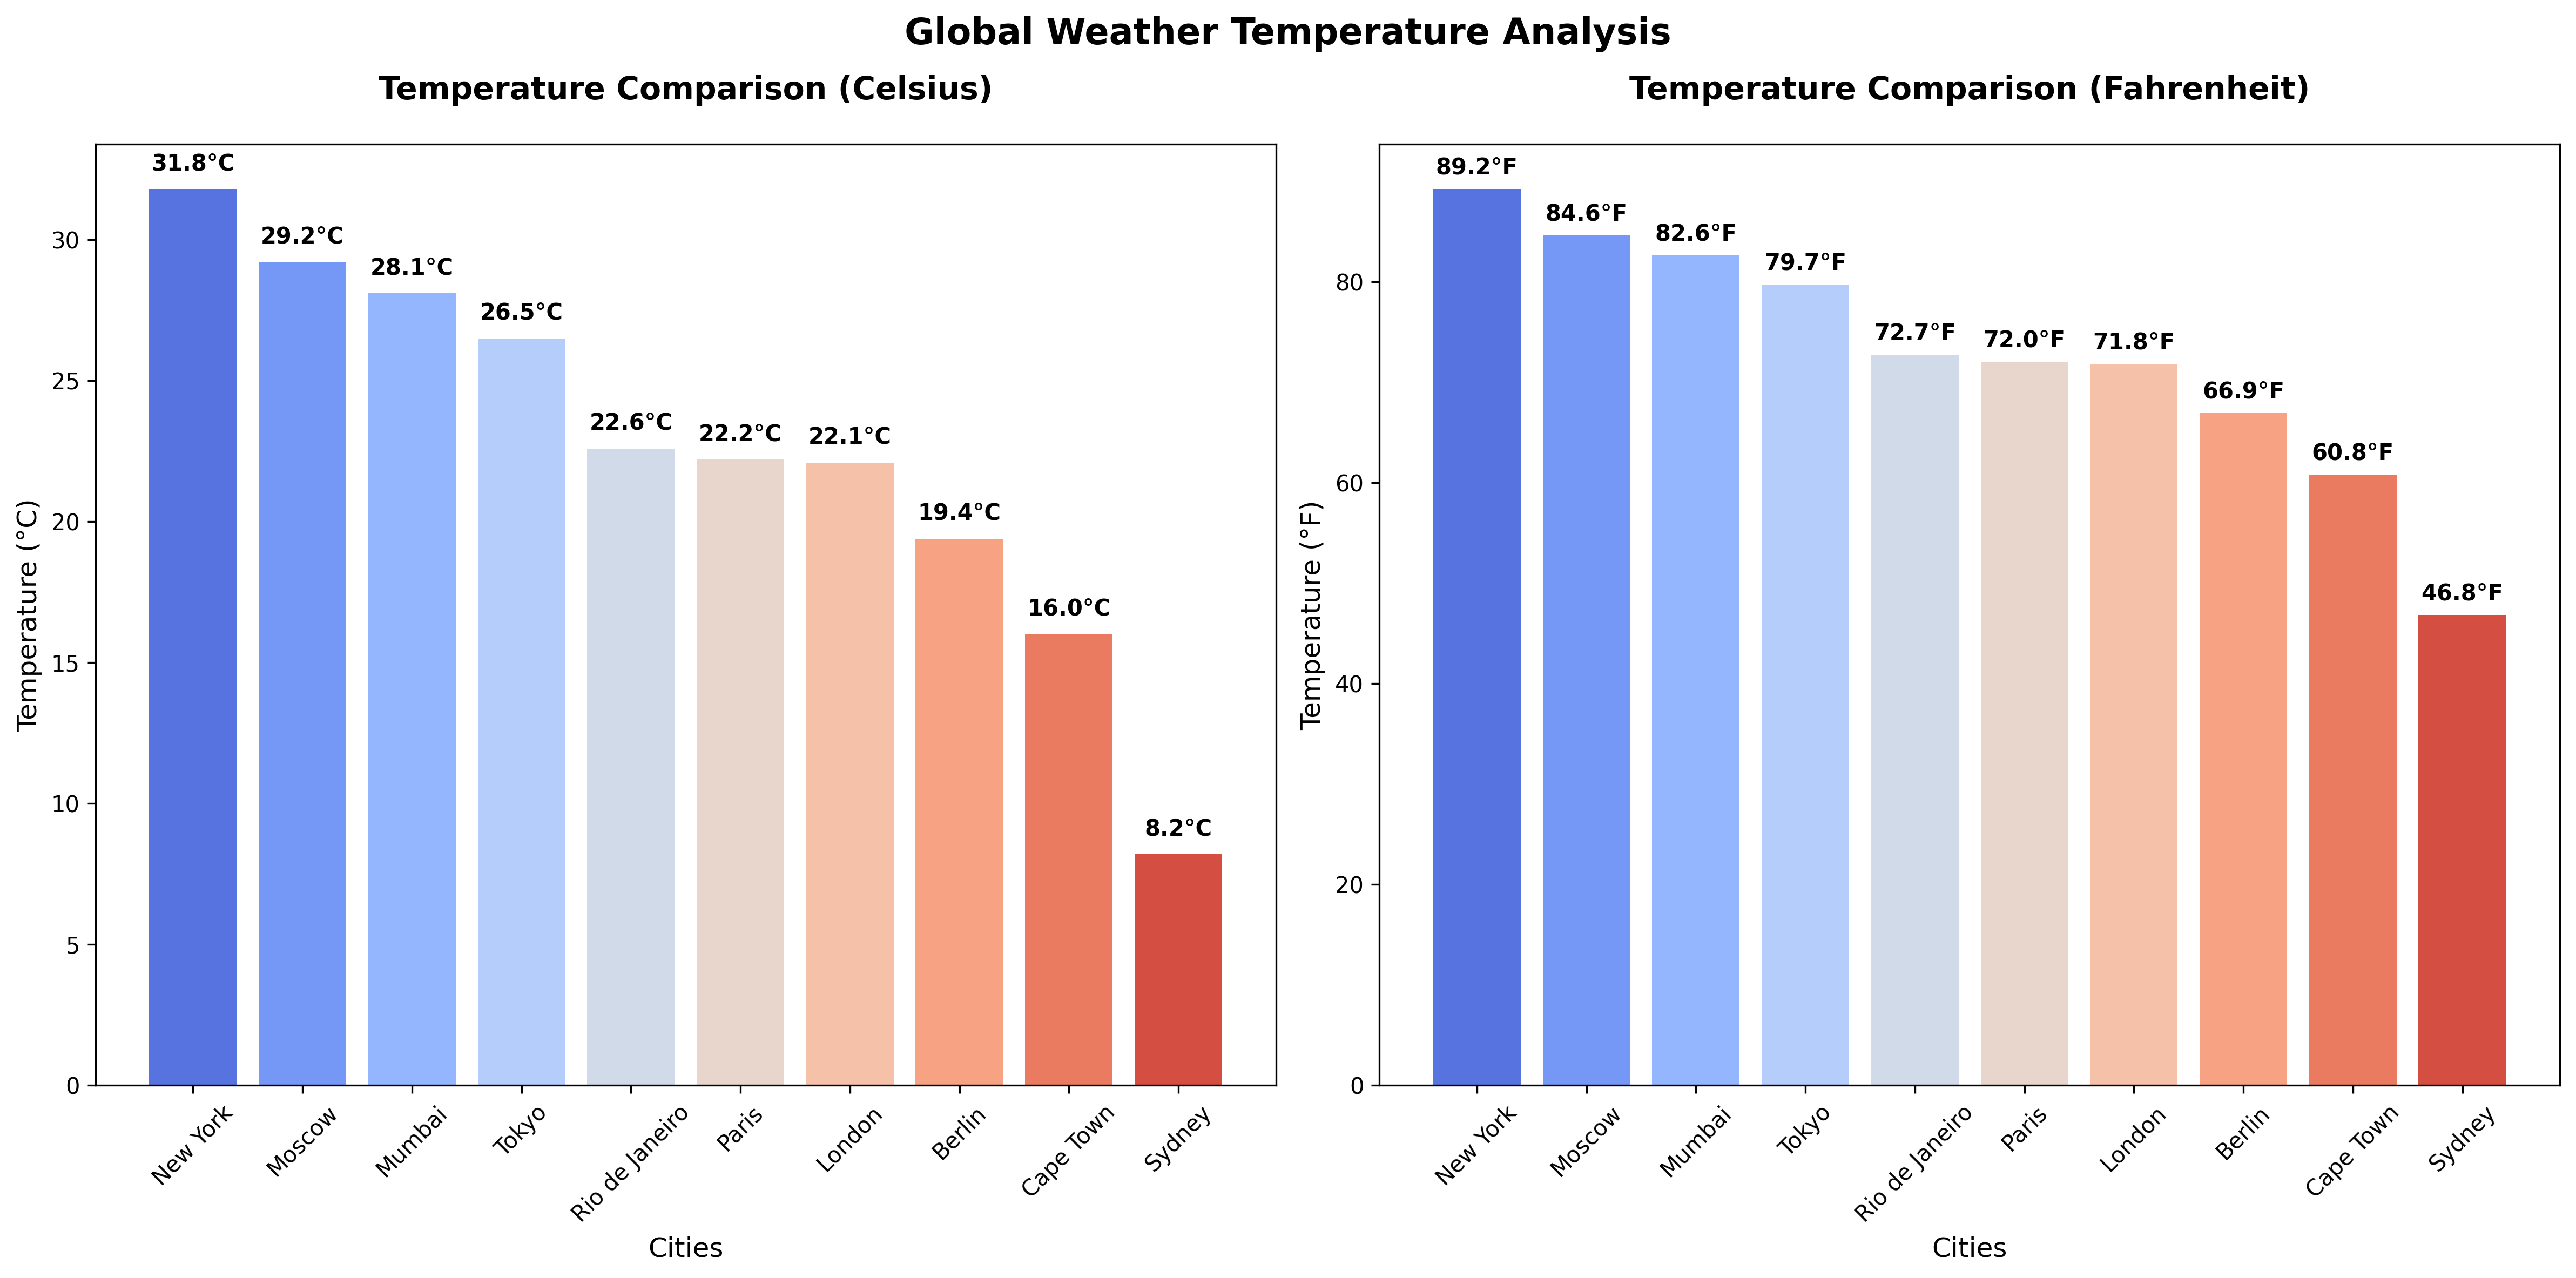 Global Weather Temperature Analysis
Temperature Comparison (Celsius)
Temperature (°C)
30
25
20
15
10
5
0
31.8°C
29.2°C
28.1°C
26.5°C
22.6°C
22.2°C
22.1°C
19.4°C
16.0°C
8.2°C
New York
Moscow
Mumbai
Tokyo
Rio de Janeiro
Paris
London
Berlin
Cape Town
Sydney
Cities
Temperature Comparison (Fahrenheit)
Temperature (°F)
80
60
40
20
0
89.2°F
84.6°F
82.6°F
79.7°F
72.7°F
72.0°F
71.8°F
66.9°F
60.8°F
46.8°F
New York
Moscow
Mumbai
Tokyo
Rio de Janeiro
Paris
London
Berlin
Cape Town
Sydney
Cities